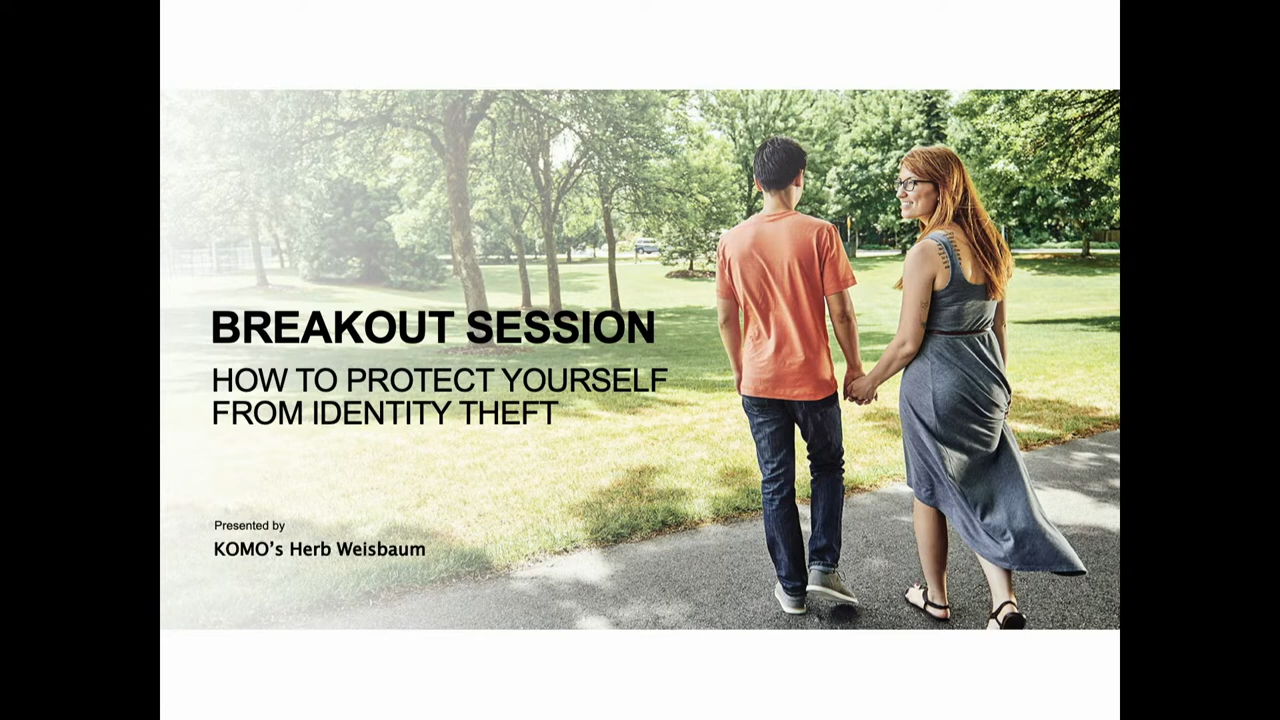 BREAKOUT SESSION
HOW TO PROTECT YOURSELF
FROM IDENTITY THEFT
Presented by
KOMO’s Herb Weisbaum